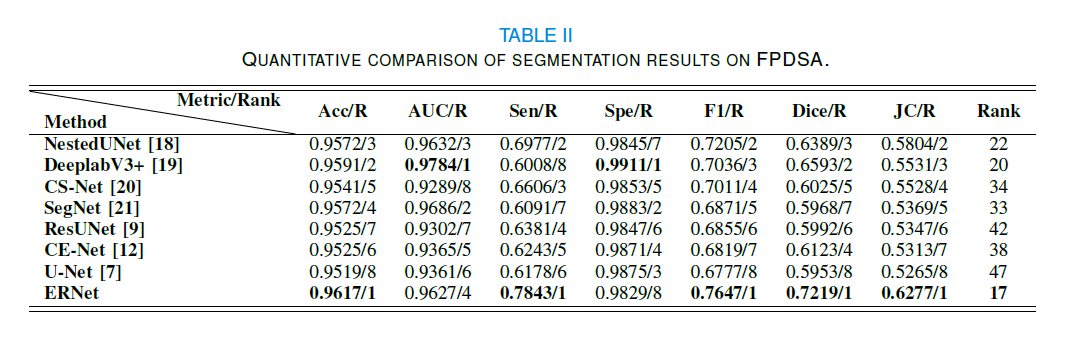 TABLE II
QUANTITATIVE COMPARISON OF SEGMENTATION RESULTS ON FPDSA.
Metric/Rank Acc/R AUC/R Sen/R Spe/R F1/R Dice/R JC/R Rank
Method
NestedUNet [18] 0.9572/3 0.9632/3 0.6977/2 0.9845/7 0.7205/2 0.6389/3 0.5804/2 22
DeeplabV3+ [19] 0.9591/2 0.9784/1 0.6008/8 0.9911/1 0.7036/3 0.6593/2 0.5531/3 20
CS-Net [20] 0.9541/5 0.9289/8 0.6606/3 0.9853/5 0.7011/4 0.6025/5 0.5528/4 34
SegNet [21] 0.9572/4 0.9686/2 0.6091/7 0.9883/2 0.6871/5 0.5968/7 0.5369/5 33
ResUNet [9] 0.9525/7 0.9302/7 0.6381/4 0.9847/6 0.6855/6 0.5992/6 0.5347/6 42
CE-Net [12] 0.9525/6 0.9365/5 0.6243/5 0.9871/4 0.6819/7 0.6123/4 0.5313/7 38
U-Net [7] 0.9519/8 0.9361/6 0.6178/6 0.9875/3 0.6777/8 0.5953/8 0.5265/8 47
ERNet 0.9617/1 0.9627/4 0.7843/1 0.9829/8 0.7647/1 0.7219/1 0.6277/1 17